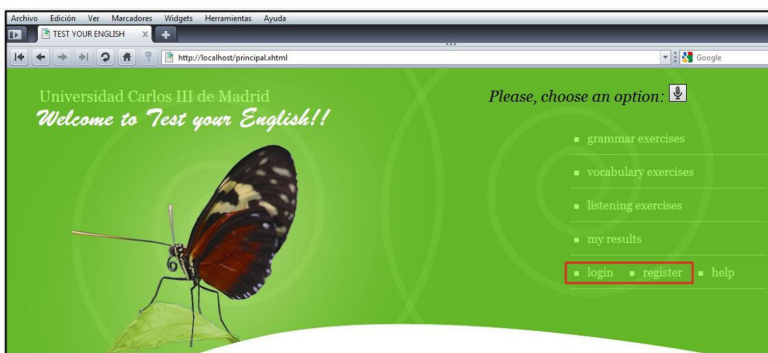 Archivo Edición Ver Marcadores Widgets Herramientas Ayuda
TEST YOUR ENGLISH
http://localhost/principal.xhtml
Google
Universidad Carlos III de Madrid
Welcome to Test your English!!
Please, choose an option:
grammar exercises
vocabulary exercises
listening exercises
my results
login register help